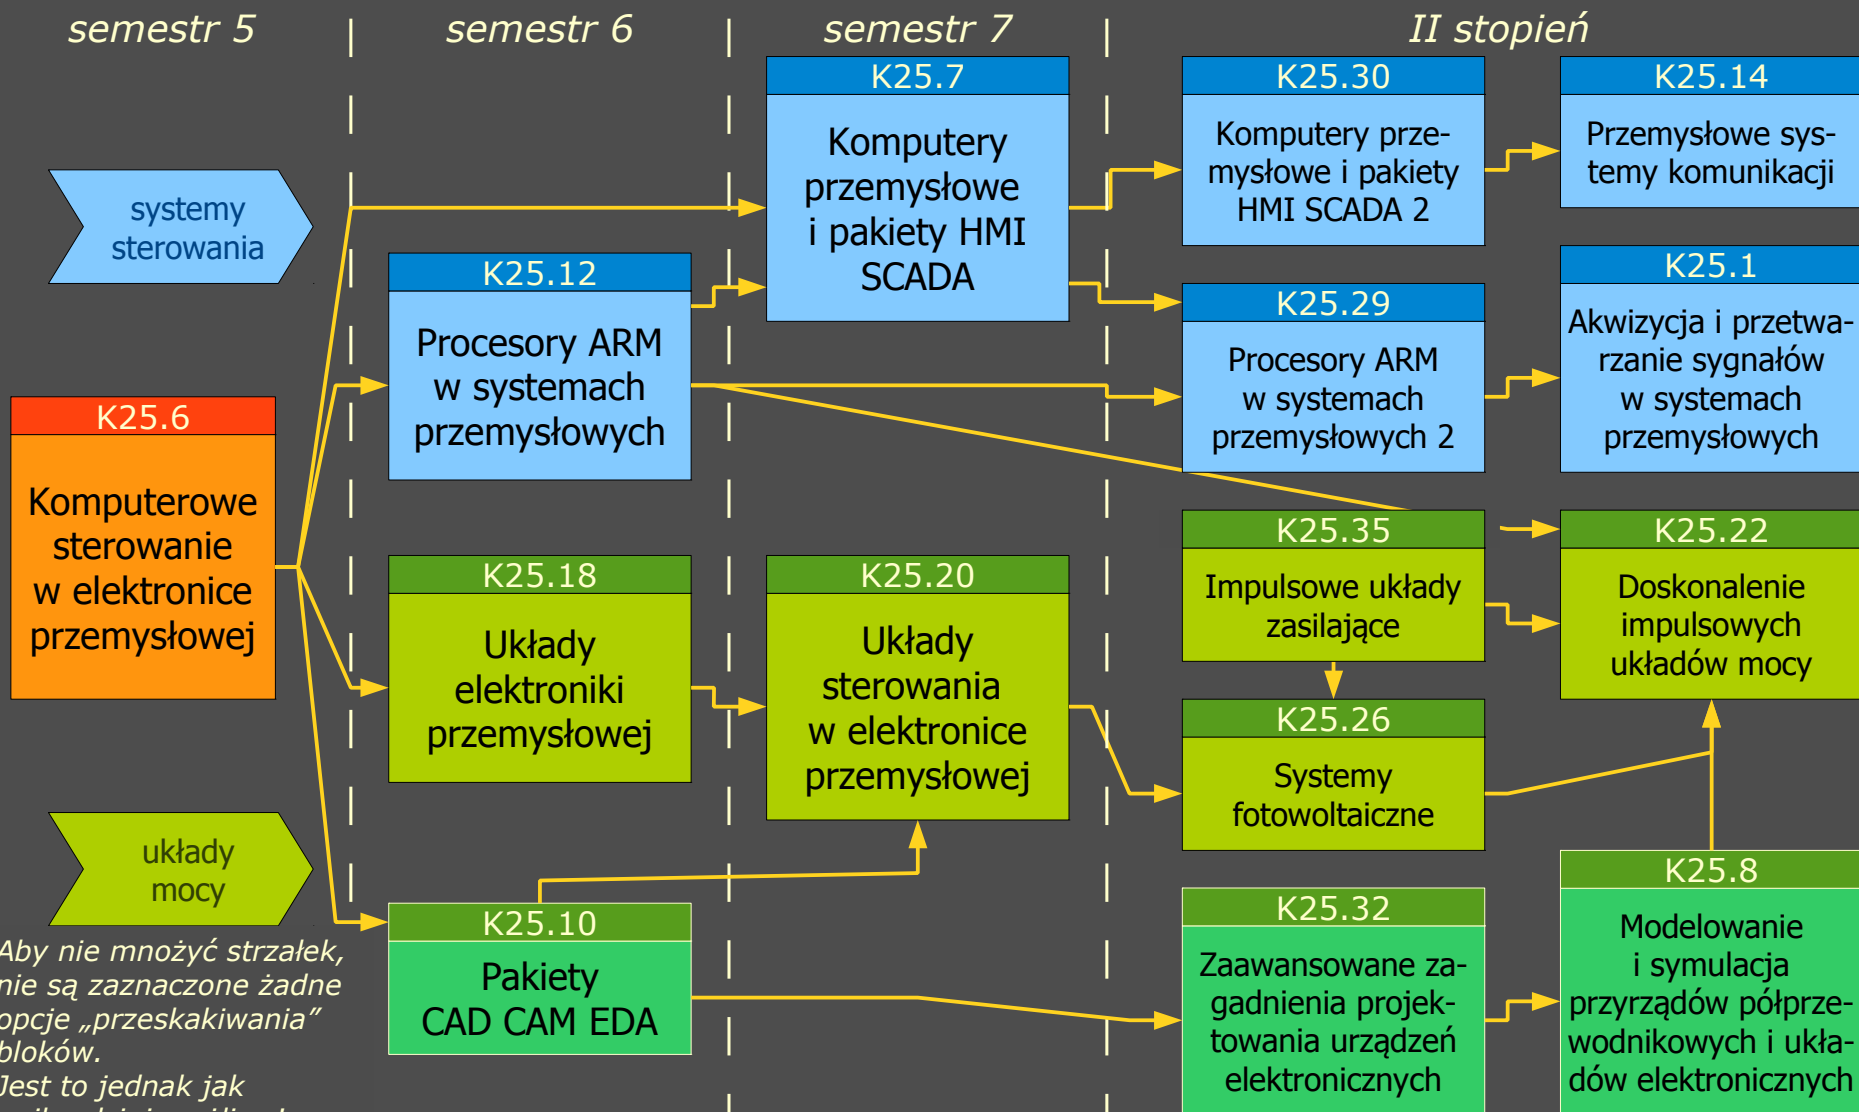 semestr 5
semestr 6
semestr 7
II stopień
systemy
sterowania
K25.6
Komputerowe
sterowanie
w elektronice
przemysłowej
układy
mocy
Aby nie mnożyć strzałek,
nie są zaznaczone żadne
opcje „przeskakiwania”
bloków.
Jest to jednak jak
K25.12
Procesory ARM
w systemach
przemysłowych
K25.18
Układy
elektroniki
przemysłowej
K25.10
Pakiety
CAD CAM EDA
K25.7
Komputery
przemysłowe
i pakiety HMI
SCADA
K25.20
Układy
sterowania
w elektronice
przemysłowej
K25.30
Komputery prze-
mysłowe i pakiety
HMI SCADA 2
K25.29
Procesory ARM
w systemach
przemysłowych 2
K25.35
Impulsowe układy
zasilające
K25.26
Systemy
fotowoltaiczne
K25.32
Zaawansowane za-
gadnienia projek-
towania urządzeń
elektronicznych
K25.14
Przemysłowe sys-
temy komunikacji
K25.1
Akwizycja i przetwa-
rzanie sygnałów
w systemach
przemysłowych
K25.22
Doskonalenie
impulsowych
układów mocy
K25.8
Modelowanie
i symulacja
przyrządów półprze-
wodnikowych i ukła-
dów elektronicznych